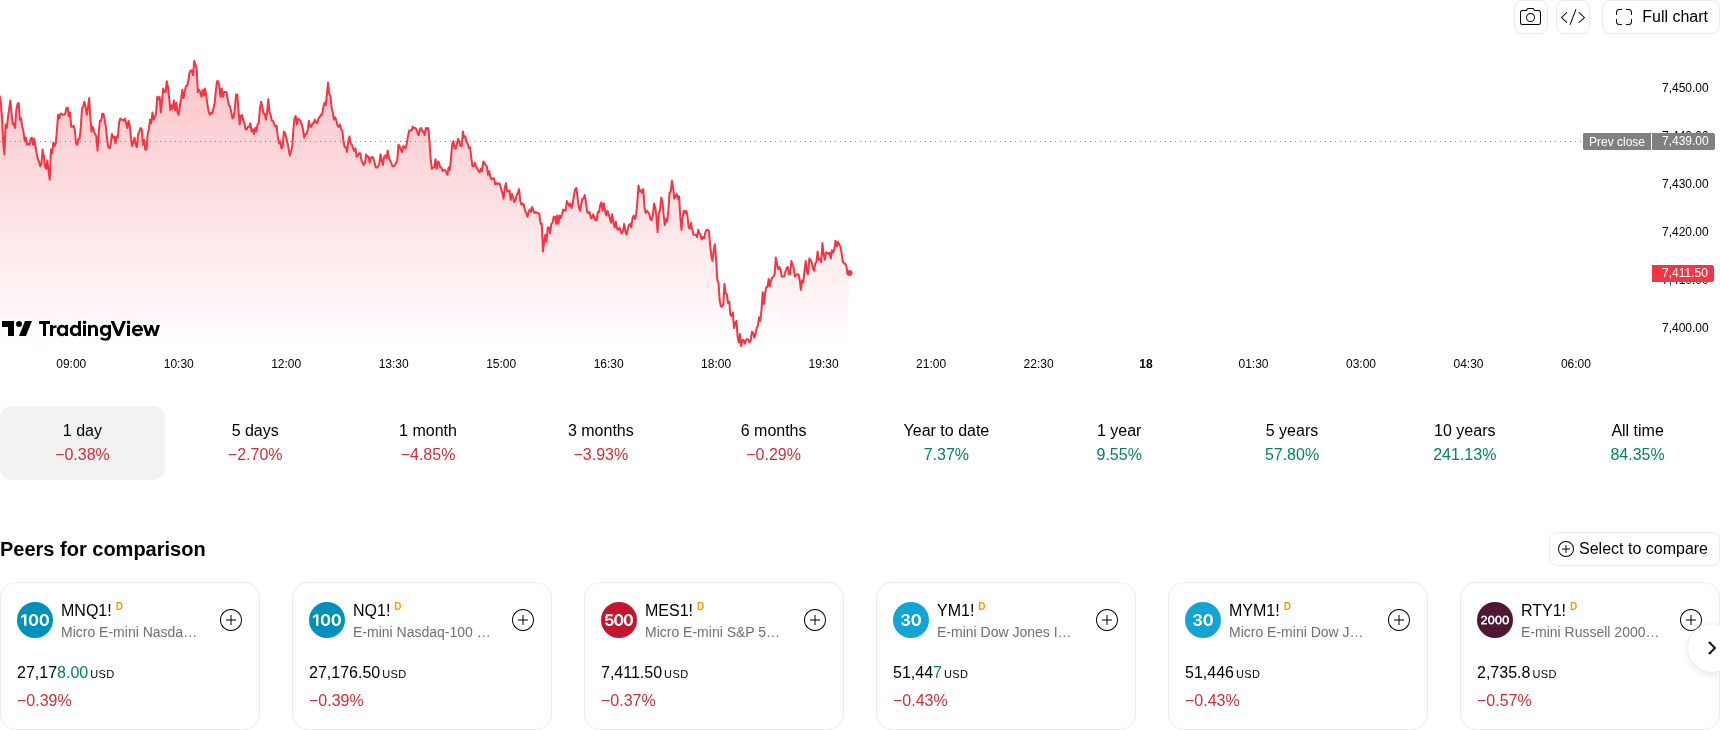 Full chart
7,450.00
Prev close 7,439.00
7,430.00
7,420.00
7,411.50
7,400.00
TradingView
09:00 10:30 12:00 13:30 15:00 16:30 18:00 19:30 21:00 22:30 18 01:30 03:00 04:30 06:00
1 day 5 days 1 month 3 months 6 months Year to date 1 year 5 years 10 years All time
−0.38% −2.70% −4.85% −3.93% −0.29% 7.37% 9.55% 57.80% 241.13% 84.35%
Peers for comparison
Select to compare
100 MNQ1! D
Micro E-mini Nasda…
27,178.00 USD
−0.39%
100 NQ1! D
E-mini Nasdaq-100 …
27,176.50 USD
−0.39%
500 MES1! D
Micro E-mini S&P 5…
7,411.50 USD
−0.37%
30 YM1! D
E-mini Dow Jones I…
51,447 USD
−0.43%
30 MYM1! D
Micro E-mini Dow J…
51,446 USD
−0.43%
2000 RTY1! D
E-mini Russell 2000…
2,735.8 USD
−0.57%